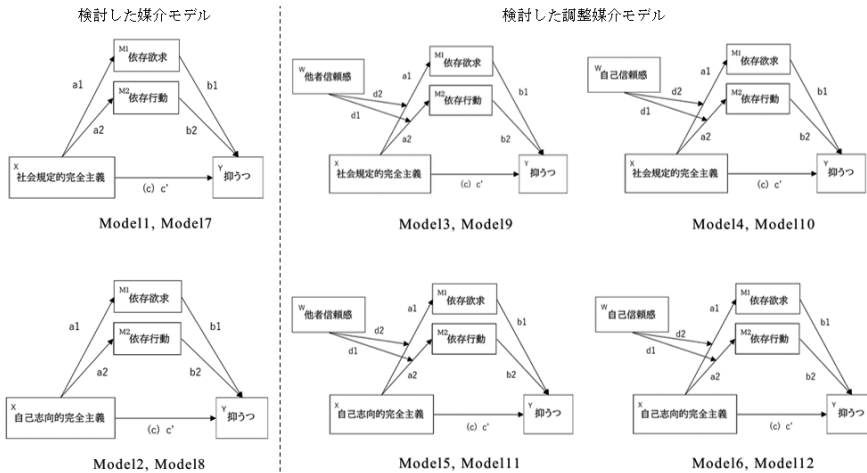 検討した媒介モデル
検討した調整媒介モデル
M1 依存欲求
M2 依存行動
a1
b1
a2
b2
X 社会規定的完全主義
(c) c'
Y 抑うつ
Model1, Model7
W 他者信頼感
M1 依存欲求
M2 依存行動
a1
b1
d2
d1
a2
b2
X 社会規定的完全主義
(c) c'
Y 抑うつ
Model3, Model9
W 自己信頼感
M1 依存欲求
M2 依存行動
a1
b1
d2
d1
a2
b2
X 社会規定的完全主義
(c) c'
Y 抑うつ
Model4, Model10
M1 依存欲求
M2 依存行動
a1
b1
a2
b2
X 自己志向的完全主義
(c) c'
Y 抑うつ
Model2, Model8
W 他者信頼感
M1 依存欲求
M2 依存行動
a1
b1
d2
d1
a2
b2
X 自己志向的完全主義
(c) c'
Y 抑うつ
Model5, Model11
W 自己信頼感
M1 依存欲求
M2 依存行動
a1
b1
d2
d1
a2
b2
X 自己志向的完全主義
(c) c'
Y 抑うつ
Model6, Model12